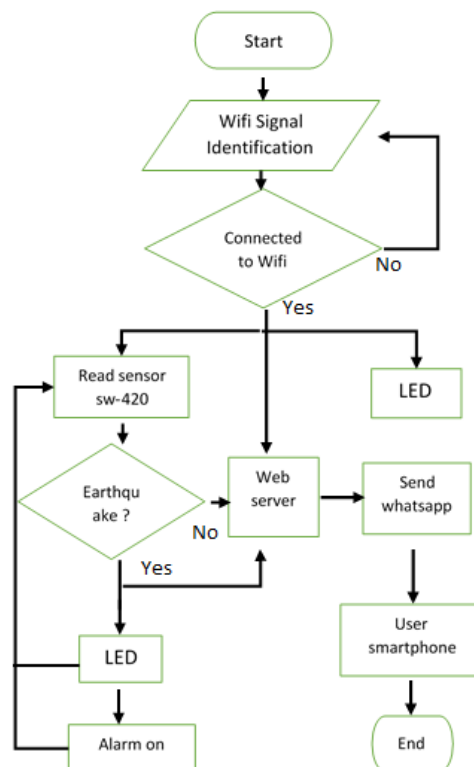 Start
Wifi Signal
Identification
Connected
to Wifi
No
Yes
Read sensor
sw-420
LED
Earthqu
ake ?
No
Web
server
Send
whatsapp
Yes
LED
User
smartphone
Alarm on
End